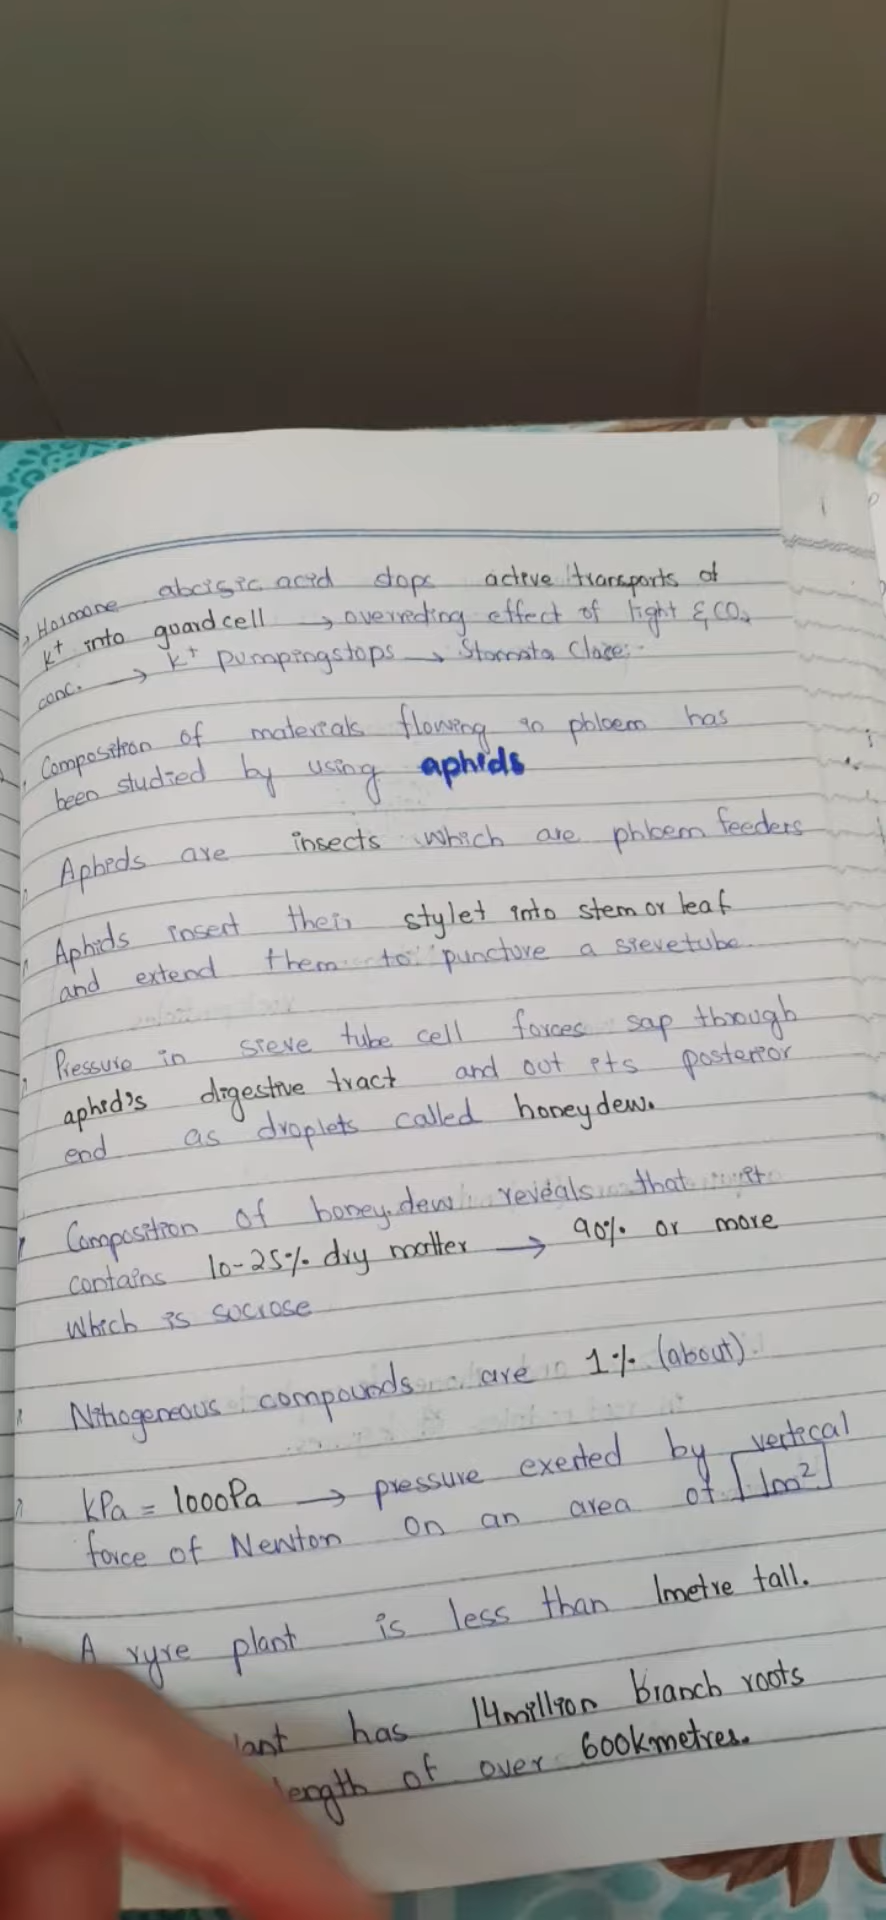 Hormone abcisic acid stops active transports of
K+ into guard cell → overreding effect of light & CO2
conc. → K+ pumping stops → Stomata Close:-
Composition of materials flowing in phloem has
been studied by using aphids
Aphids are insects which are phloem feeders
Aphids insert their stylet into stem or leaf
and extend them to puncture a sieve tube.
Pressure in sieve tube cell forces sap through
aphid's digestive tract and out its posterior
end as droplets called honeydew.
Composition of honey.dew reveals that it
contains 10-25% dry matter → 90% or more
Which is sucrose
Nitrogeneous compounds are 1% (about).
kPa = 1000Pa → pressure exerted by vertical
force of Newton on an area of [1m²]
A ryre plant is less than 1metre tall.
lant has 14million branch roots
length of over 600kmetres.